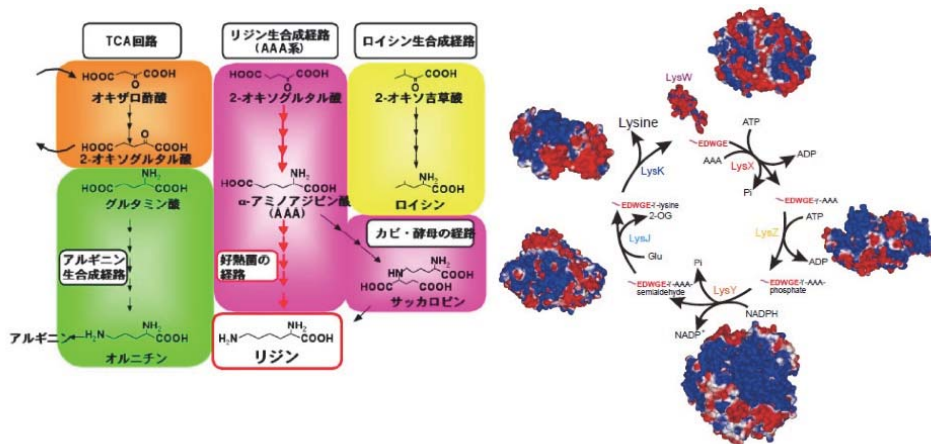 TCA回路
HOOC
COOH
O
オキザロ酢酸
HOOC
O
COOH
2-オキソグルタル酸
NH2
HOOC
COOH
グルタミン酸
アルギニン
生合成経路
アルギニン
H2N
NH2
COOH
オルニチン
リジン生合成経路
(AAA系)
HOOC
COOH
O
2-オキソグルタル酸
NH2
HOOC
COOH
α-アミノアジピン酸
(AAA)
好熱菌の
経路
H2N
NH2
COOH
リジン
ロイシン生合成経路
COOH
O
2-オキソ吉草酸
NH2
COOH
ロイシン
カビ・酵母の経路
NH2
HN
COOH
HOOC
COOH
サッカロピン
LysW
Lysine
LysK
EDWGE
AAA
ATP
LysX
ADP
Pi
EDWGE-γ-AAA
ATP
LysZ
ADP
EDWGE-γ-AAA-
phosphate
NADPH
LysY
Pi
NADP+
EDWGE-γ-AAA-
semialdehyde
Glu
LysJ
2-OG
EDWGE-γ-lysine